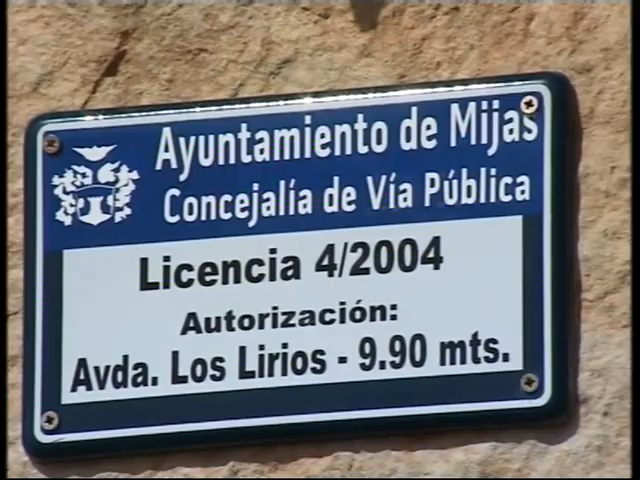 Ayuntamiento de Mijas
Concejalía de Vía Pública
Licencia 4/2004
Autorización:
Avda. Los Lirios - 9.90 mts.